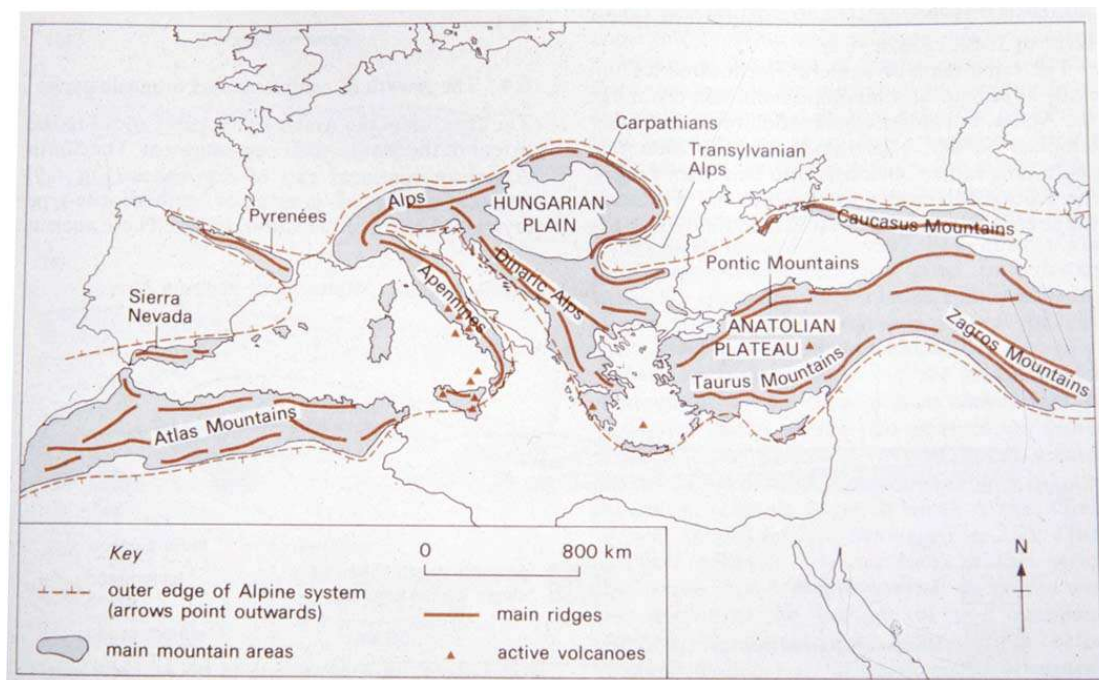 Carpathians
Transylvanian
Alps
Alps
HUNGARIAN
PLAIN
Pyrenées
Caucasus Mountains
Dinaric Alps
Pontic Mountains
Apennines
Sierra
Nevada
ANATOLIAN
PLATEAU
Zagros Mountains
Taurus Mountains
Atlas Mountains
Key
0 800 km
N
outer edge of Alpine system
(arrows point outwards)
main ridges
main mountain areas
active volcanoes